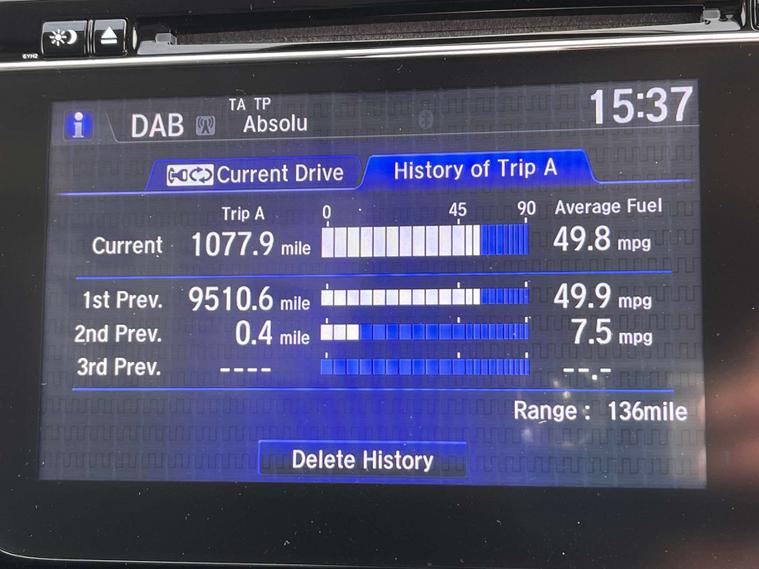 TA TP
i DAB Absolu 15:37
Current Drive History of Trip A
Trip A 0 45 90 Average Fuel
Current 1077.9 mile 49.8 mpg
1st Prev. 9510.6 mile 49.9 mpg
2nd Prev. 0.4 mile 7.5 mpg
3rd Prev. ---- --.-
Range : 136mile
Delete History